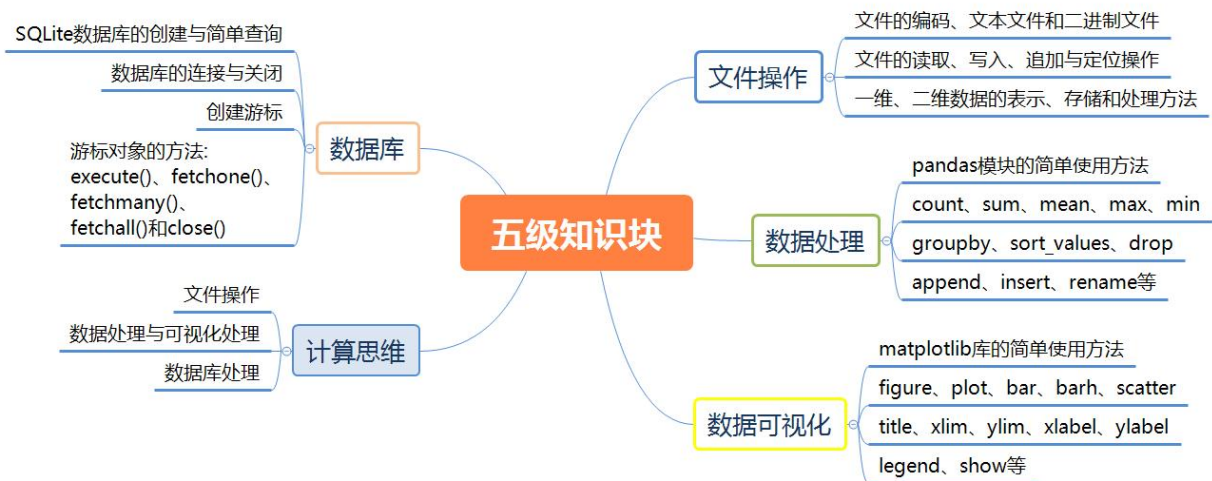 五级知识块
文件操作
文件的编码、文本文件和二进制文件
文件的读取、写入、追加与定位操作
一维、二维数据的表示、存储和处理方法
数据处理
pandas模块的简单使用方法
count、sum、mean、max、min
groupby、sort_values、drop
append、insert、rename等
数据可视化
matplotlib库的简单使用方法
figure、plot、bar、barh、scatter
title、xlim、ylim、xlabel、ylabel
legend、show等
数据库
SQLite数据库的创建与简单查询
数据库的连接与关闭
创建游标
游标对象的方法:
execute()、fetchone()、
fetchmany()、
fetchall()和close()
计算思维
文件操作
数据处理与可视化处理
数据库处理